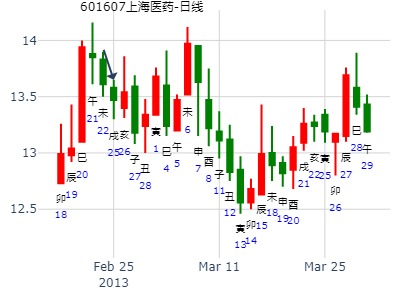 601607上海医药-日线
14
13.5
13
12.5
卯
18
辰
19
巳
20
午
21
未
22
戌
25
亥
26
子
27
丑
28
寅
1
巳
4
午
5
未
6
申
7
酉
8
子
11
丑
12
寅
13
卯
14
辰
15
未
18
申
19
酉
20
戌
21
亥
22
寅
25
卯
26
辰
27
巳
28
午
29
Feb 25
2013
Mar 11
Mar 25